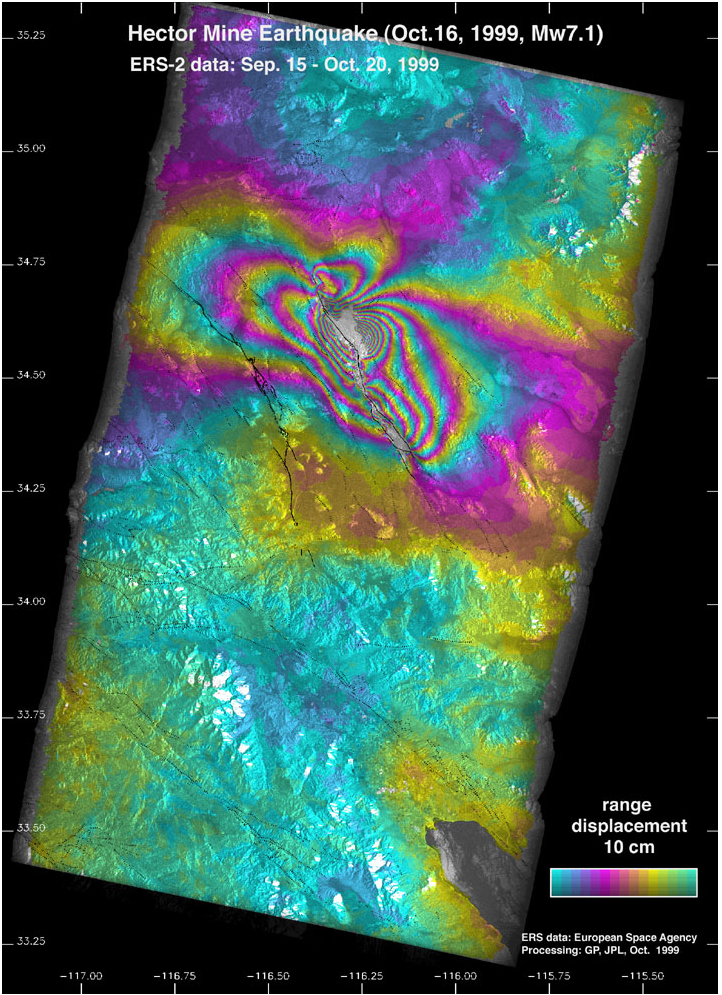 Hector Mine Earthquake (Oct.16, 1999, Mw7.1)
ERS-2 data: Sep. 15 - Oct. 20, 1999
35.25
35.00
34.75
34.50
34.25
34.00
33.75
33.50
33.25
range
displacement
10 cm
ERS data: European Space Agency
Processing: GP, JPL, Oct. 1999
−117.00 −116.75 −116.50 −116.25 −116.00 −115.75 −115.50